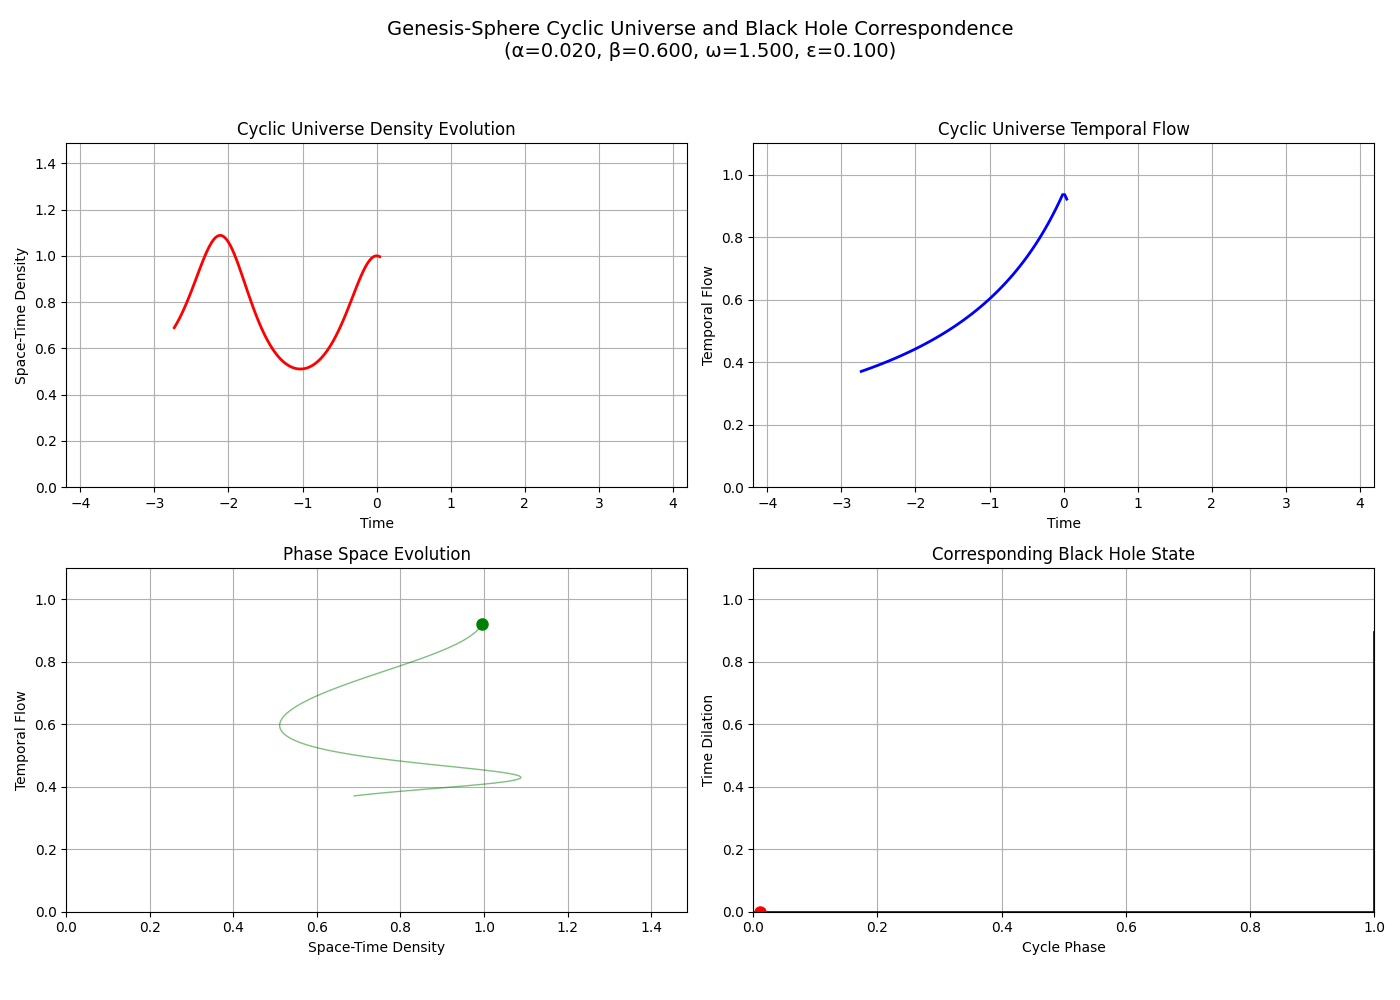 Genesis-Sphere Cyclic Universe and Black Hole Correspondence
(α=0.020, β=0.600, ω=1.500, ε=0.100)
Cyclic Universe Density Evolution
Space-Time Density
1.4
1.2
1.0
0.8
0.6
0.4
0.2
0.0
−4 −3 −2 −1 0 1 2 3 4
Time
Cyclic Universe Temporal Flow
Temporal Flow
1.0
0.8
0.6
0.4
0.2
0.0
−4 −3 −2 −1 0 1 2 3 4
Time
Phase Space Evolution
Temporal Flow
1.0
0.8
0.6
0.4
0.2
0.0
0.0 0.2 0.4 0.6 0.8 1.0 1.2 1.4
Space-Time Density
Corresponding Black Hole State
Time Dilation
1.0
0.8
0.6
0.4
0.2
0.0
0.0 0.2 0.4 0.6 0.8 1.0
Cycle Phase